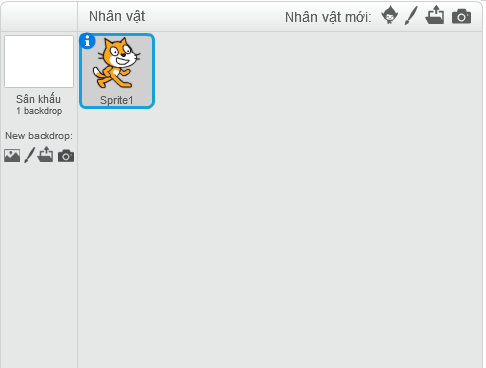 Nhân vật
Nhân vật mới:
Sprite1
Sân khấu
1 backdrop
New backdrop: